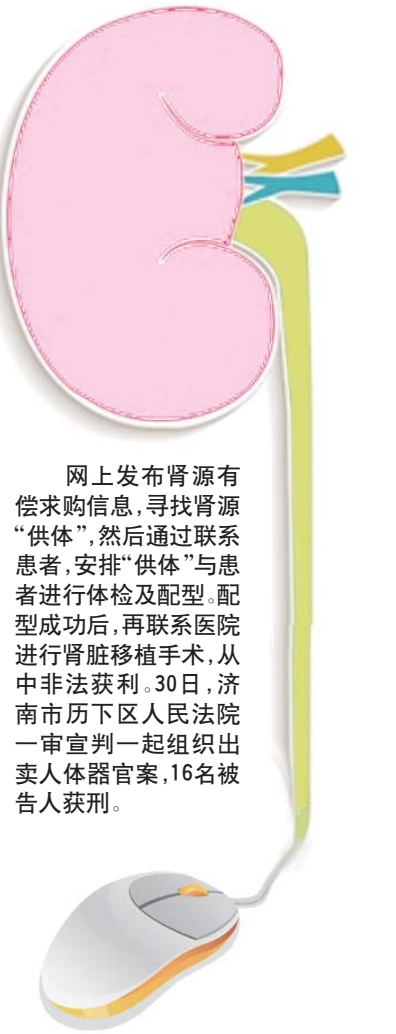 网上发布肾源有
偿求购信息，寻找肾源
“供体”，然后通过联系
患者，安排“供体”与患
者进行体检及配型。配
型成功后，再联系医院
进行肾脏移植手术，从
中非法获利。30日，济
南市历下区人民法院
一审宣判一起组织出
卖人体器官案，16名被
告人获刑。